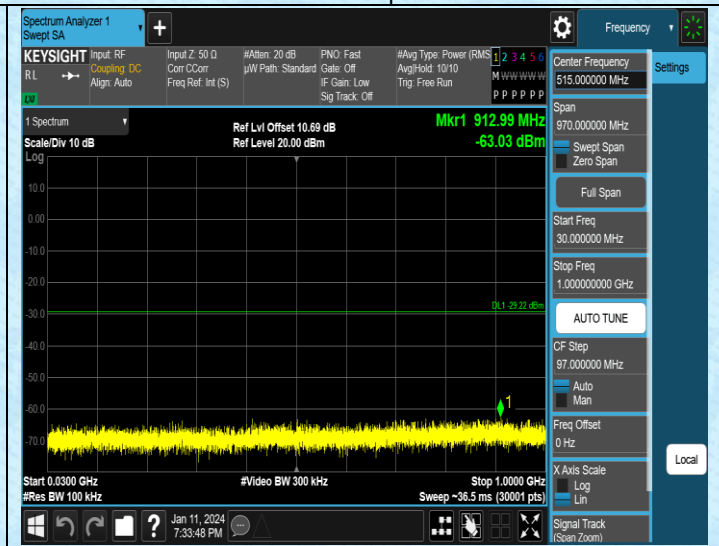 Spectrum Analyzer 1
Swept SA
+
Frequency
KEYSIGHT
RL
Input: RF
Coupling: DC
Align: Auto
Input Z: 50 Ω
Corr CCorr
Freq Ref: Int (S)
#Atten: 20 dB
µW Path: Standard
PNO: Fast
Gate: Off
IF Gain: Low
Sig Track: Off
#Avg Type: Power (RMS
Avg|Hold: 10/10
Trig: Free Run
1 2 3 4 5 6
M W W W W W
P P P P P P
1 Spectrum
Scale/Div 10 dB
Log
Ref Lvl Offset 10.69 dB
Ref Level 20.00 dBm
Mkr1 912.99 MHz
-63.03 dBm
10.0
0.00
-10.0
-20.0
-30.0
-40.0
-50.0
-60.0
-70.0
DL1 -29.22 dBm
1
Start 0.0300 GHz
#Res BW 100 kHz
#Video BW 300 kHz
Stop 1.0000 GHz
Sweep ~36.5 ms (30001 pts)
Jan 11, 2024
7:33:48 PM
Center Frequency
515.000000 MHz
Span
970.000000 MHz
Swept Span
Zero Span
Full Span
Start Freq
30.000000 MHz
Stop Freq
1.000000000 GHz
AUTO TUNE
CF Step
97.000000 MHz
Auto
Man
Freq Offset
0 Hz
X Axis Scale
Log
Lin
Signal Track
(Span Zoom)
Settings
Local